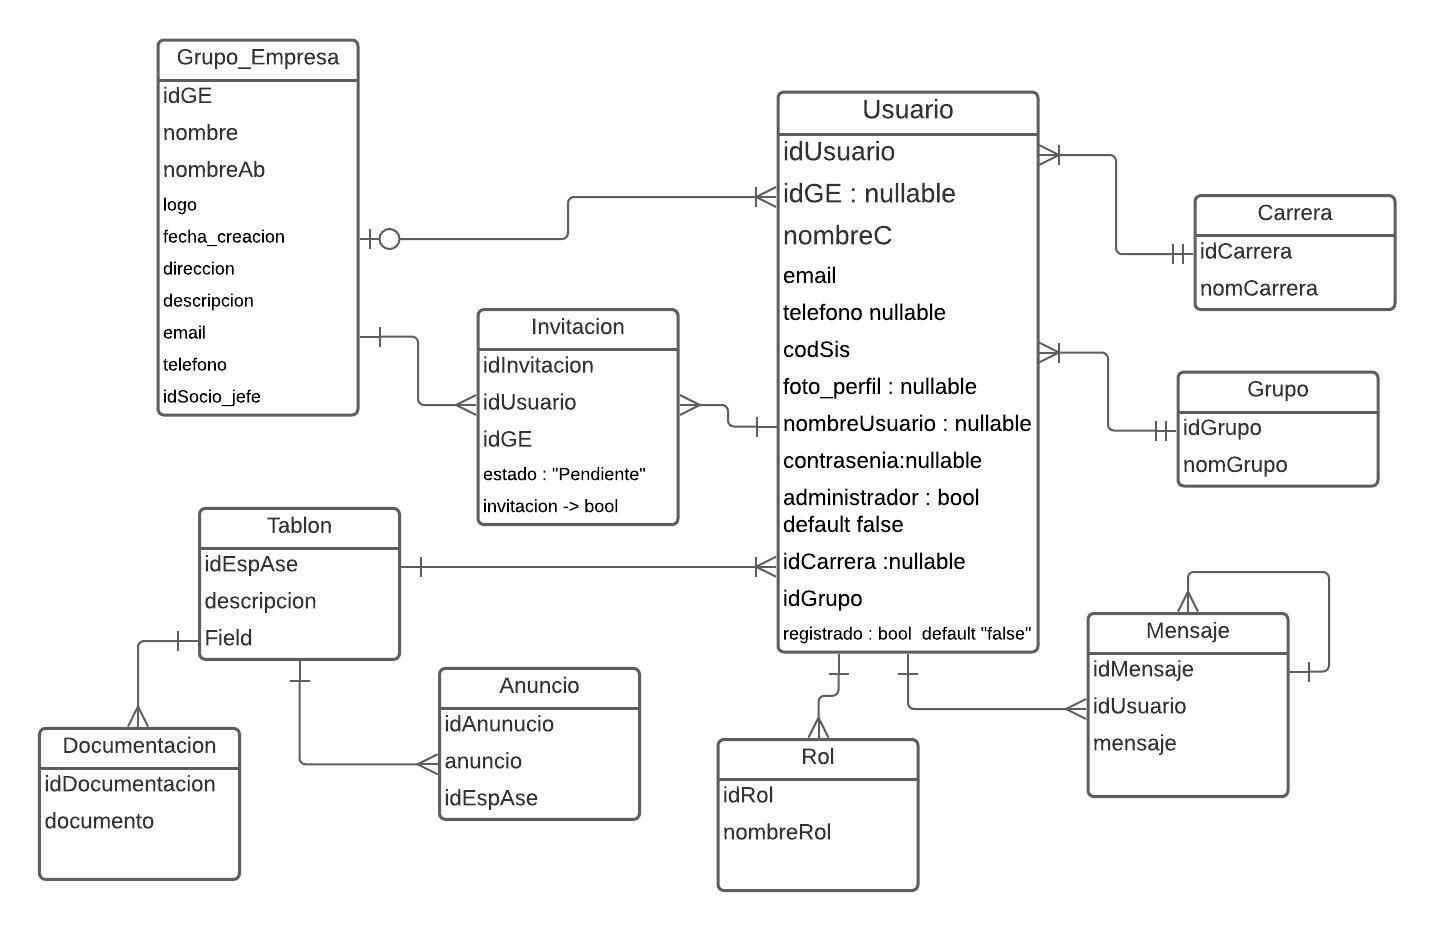 Grupo_Empresa
idGE
nombre
nombreAb
logo
fecha_creacion
direccion
descripcion
email
telefono
idSocio_jefe
Usuario
idUsuario
idGE : nullable
nombreC
email
telefono nullable
codSis
foto_perfil : nullable
nombreUsuario : nullable
contrasenia:nullable
administrador : bool
default false
idCarrera :nullable
idGrupo
registrado : bool  default "false"
Carrera
idCarrera
nomCarrera
Grupo
idGrupo
nomGrupo
Invitacion
idInvitacion
idUsuario
idGE
estado : "Pendiente"
invitacion -> bool
Tablon
idEspAse
descripcion
Field
Mensaje
idMensaje
idUsuario
mensaje
Anuncio
idAnunucio
anuncio
idEspAse
Documentacion
idDocumentacion
documento
Rol
idRol
nombreRol